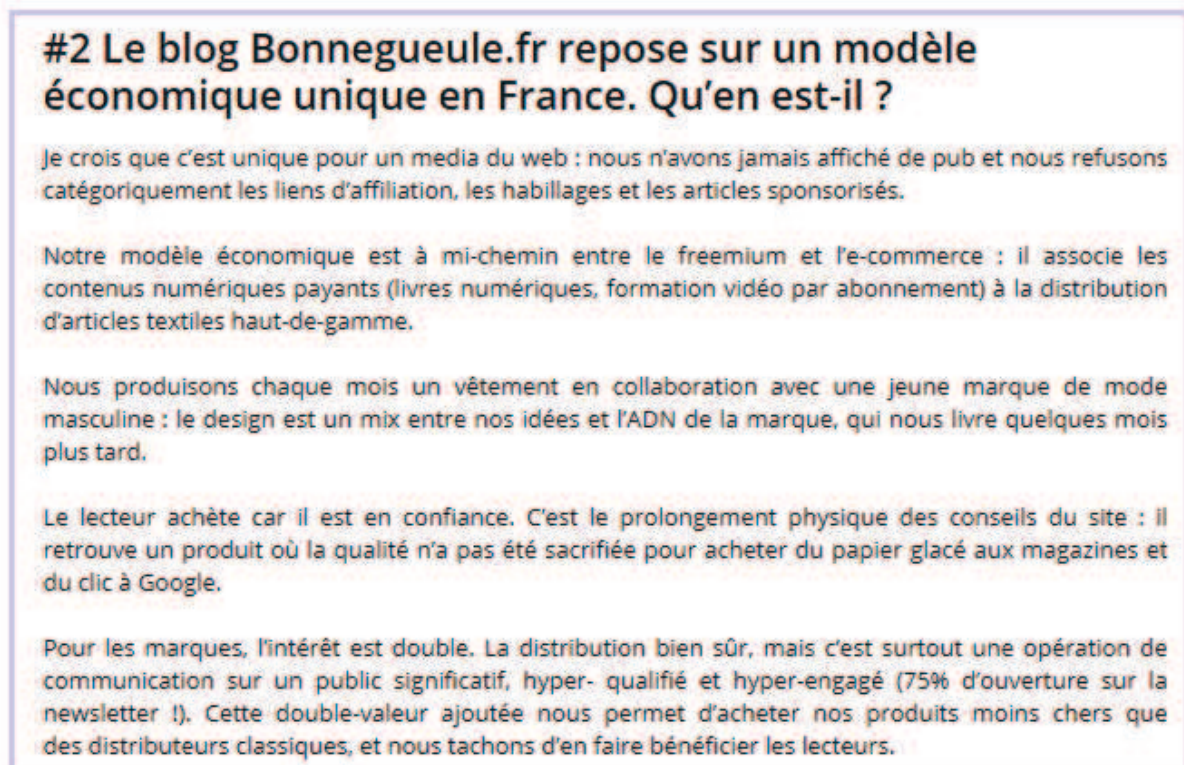 #2 Le blog Bonnegueule.fr repose sur un modèle
économique unique en France. Qu'en est-il ?
Je crois que c'est unique pour un media du web : nous n'avons jamais affiché de pub et nous refusons
catégoriquement les liens d'affiliation, les habillages et les articles sponsorisés.
Notre modèle économique est à mi-chemin entre le freemium et l'e-commerce : il associe les
contenus numériques payants (livres numériques, formation vidéo par abonnement) à la distribution
d'articles textiles haut-de-gamme.
Nous produisons chaque mois un vêtement en collaboration avec une jeune marque de mode
masculine : le design est un mix entre nos idées et l'ADN de la marque, qui nous livre quelques mois
plus tard.
Le lecteur achète car il est en confiance. C'est le prolongement physique des conseils du site : il
retrouve un produit où la qualité n'a pas été sacrifiée pour acheter du papier glacé aux magazines et
du clic à Google.
Pour les marques, l'intérêt est double. La distribution bien sûr, mais c'est surtout une opération de
communication sur un public significatif, hyper- qualifié et hyper-engagé (75% d'ouverture sur la
newsletter !). Cette double-valeur ajoutée nous permet d'acheter nos produits moins chers que
des distributeurs classiques, et nous tachons d'en faire bénéficier les lecteurs.